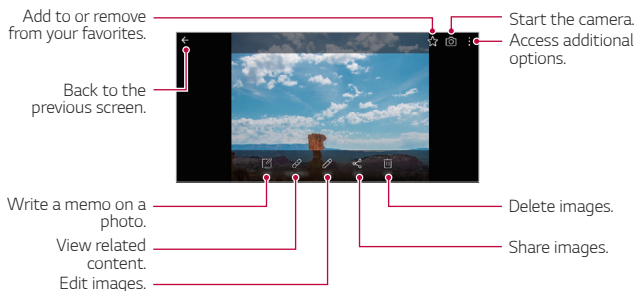 Add to or remove
from your favorites.
Start the camera.
Access additional
options.
Back to the
previous screen.
Write a memo on a
photo.
Delete images.
View related
content.
Share images.
Edit images.